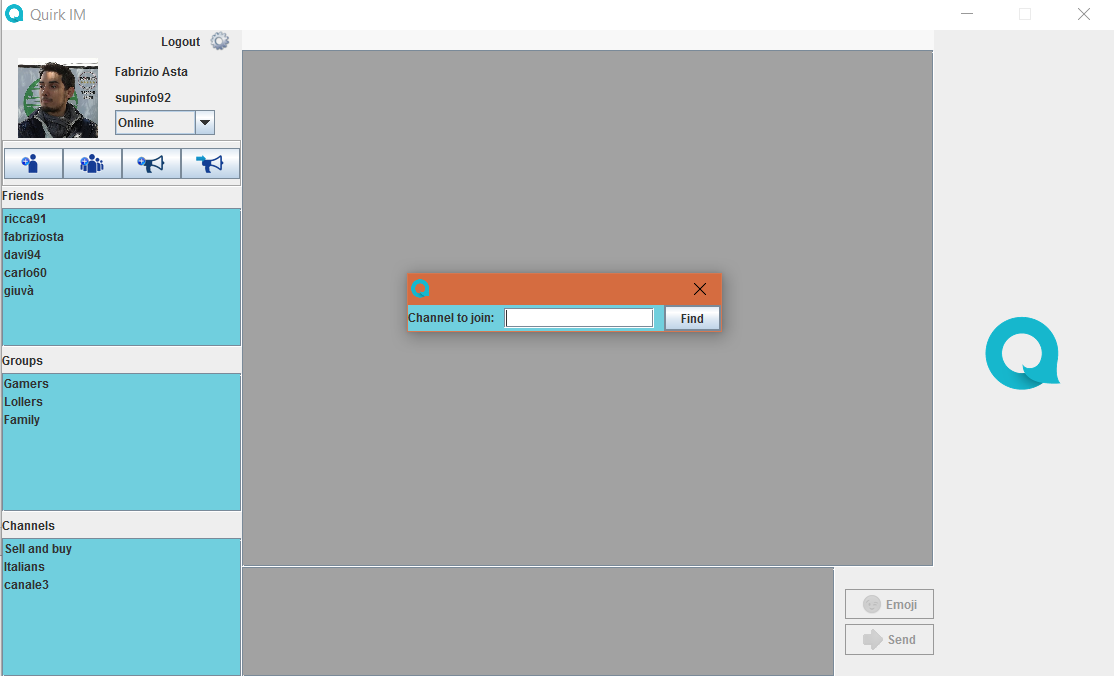 Quirk IM
Logout
Fabrizio Asta
supinfo92
Online
Friends
ricca91
fabriziosta
davi94
carlo60
giuvà
Groups
Gamers
Lollers
Family
Channels
Sell and buy
Italians
canale3
Channel to join:
Find
Emoji
Send